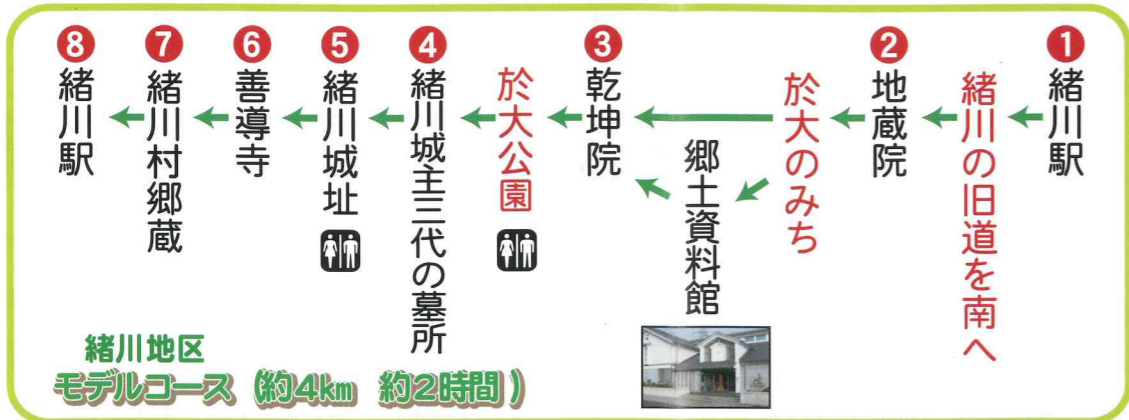 ❶
緒川駅
緒川の旧道を南へ
❷
地蔵院
於大のみち
郷土資料館
❸
乾坤院
於大公園
❹
緒川城主三代の墓所
❺
緒川城址
❻
善導寺
❼
緒川村郷蔵
❽
緒川駅
緒川地区
モデルコース (約4km 約2時間)